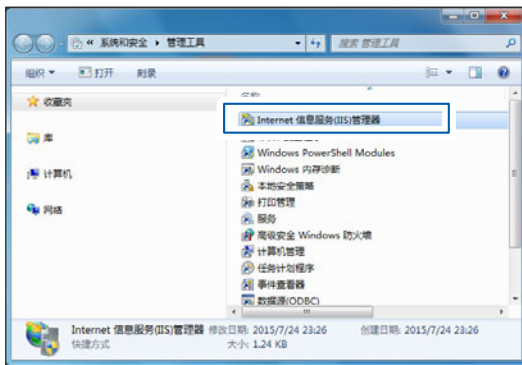 « 系统和安全 ▸ 管理工具
搜索 管理工具
组织 ▾ 打开 刻录
收藏夹
库
计算机
网络
名称
Internet 信息服务(IIS)管理器
Windows PowerShell Modules
Windows 内存诊断
本地安全策略
打印管理
服务
高级安全 Windows 防火墙
计算机管理
任务计划程序
事件查看器
数据源(ODBC)
Internet 信息服务(IIS)管理器 修改日期: 2015/7/24 23:26 创建日期: 2015/7/24 23:26
快捷方式 大小: 1.24 KB